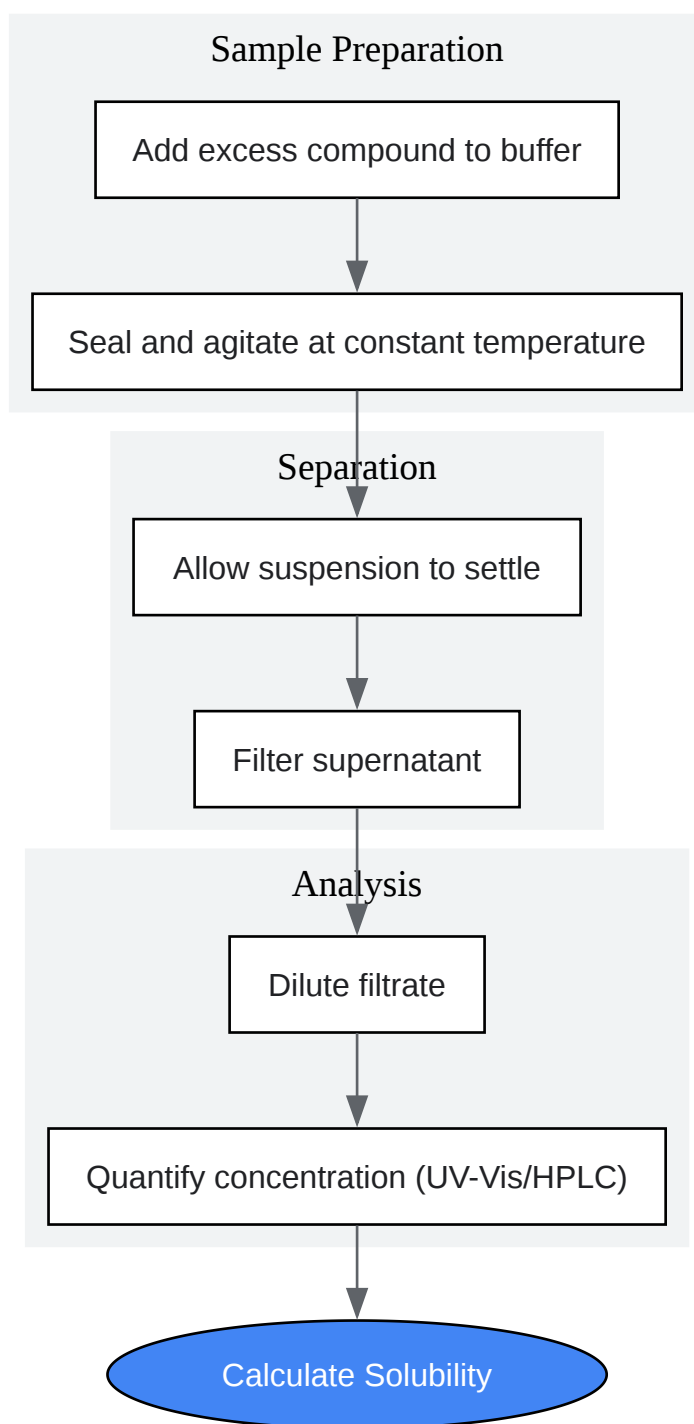 Sample Preparation
Add excess compound to buffer
Seal and agitate at constant temperature
Separation
Allow suspension to settle
Filter supernatant
Analysis
Dilute filtrate
Quantify concentration (UV-Vis/HPLC)
Calculate Solubility